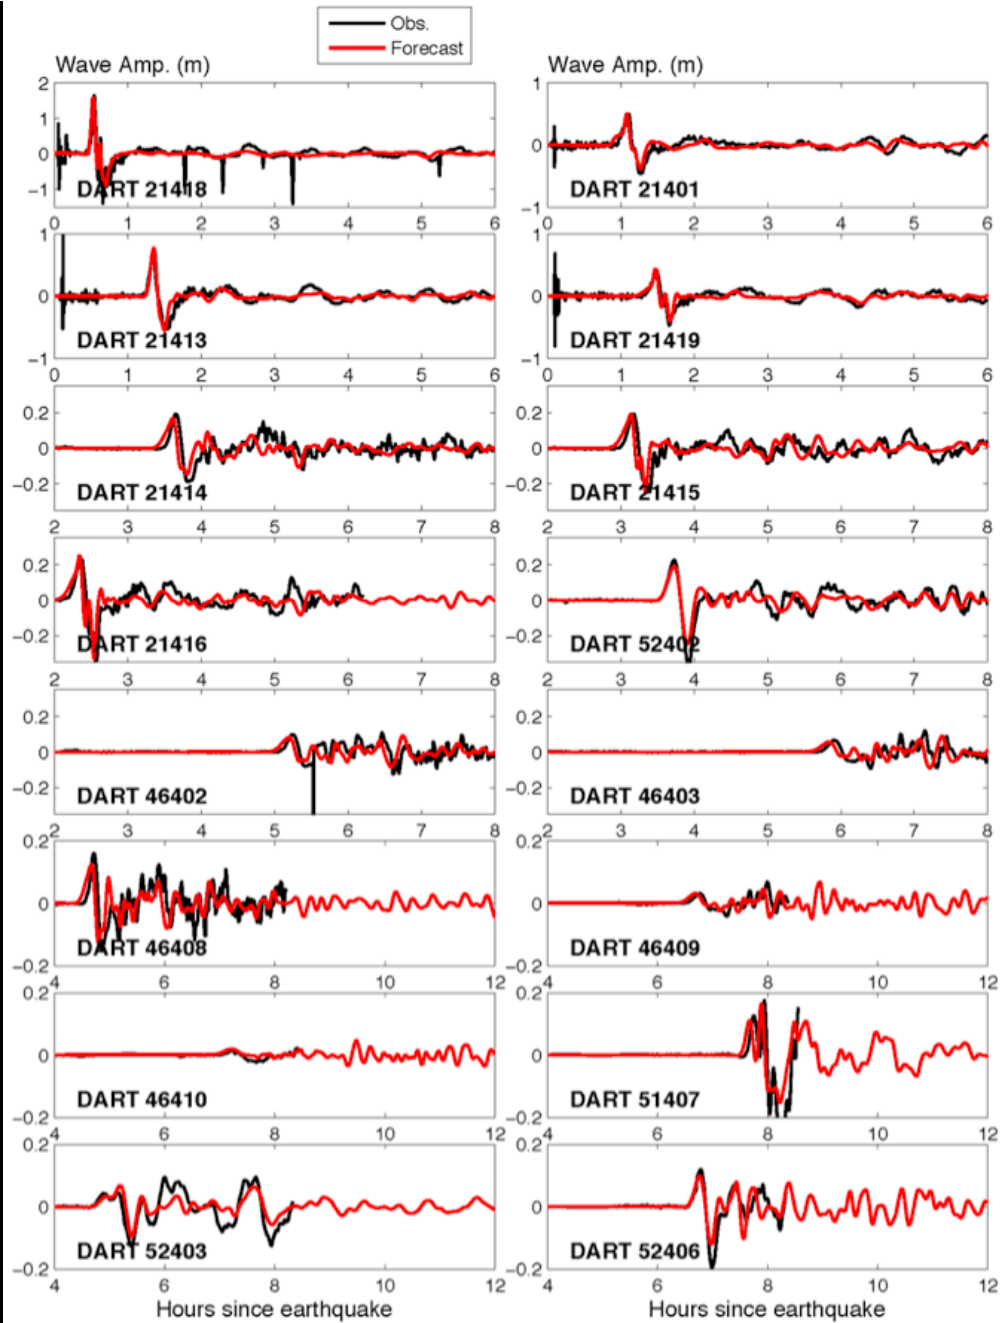 Obs.
Forecast
Wave Amp. (m) Wave Amp. (m)
2 1
1
0 0
−1 DART 21418 DART 21401
−1
0 1 2 3 4 5 6 0 1 2 3 4 5 6
1 1
0 0
DART 21413 DART 21419
−1 −1
0 1 2 3 4 5 6 0 1 2 3 4 5 6
0.2 0.2
0 0
−0.2 DART 21414 −0.2 DART 21415
2 3 4 5 6 7 8 2 3 4 5 6 7 8
0.2 0.2
0 0
−0.2 DART 21416 −0.2 DART 52402
2 3 4 5 6 7 8 2 3 4 5 6 7 8
0.2 0.2
0 0
−0.2 DART 46402 −0.2 DART 46403
2 3 4 5 6 7 8 2 3 4 5 6 7 8
0.2 0.2
0 0
DART 46408 DART 46409
−0.2 −0.2
4 6 8 10 12 4 6 8 10 12
0.2 0.2
0 0
DART 46410 DART 51407
−0.2 −0.2
4 6 8 10 12 4 6 8 10 12
0.2 0.2
0 0
DART 52403 DART 52406
−0.2 −0.2
4 6 8 10 12 4 6 8 10 12
Hours since earthquake Hours since earthquake